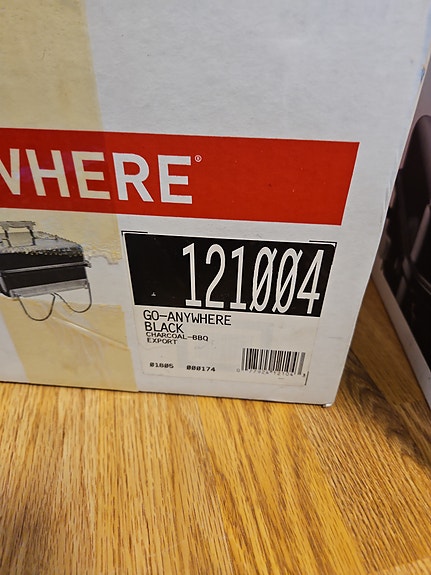 WHERE®
121004
GO-ANYWHERE
BLACK
CHARCOAL-BBQ
EXPORT
01805 000174